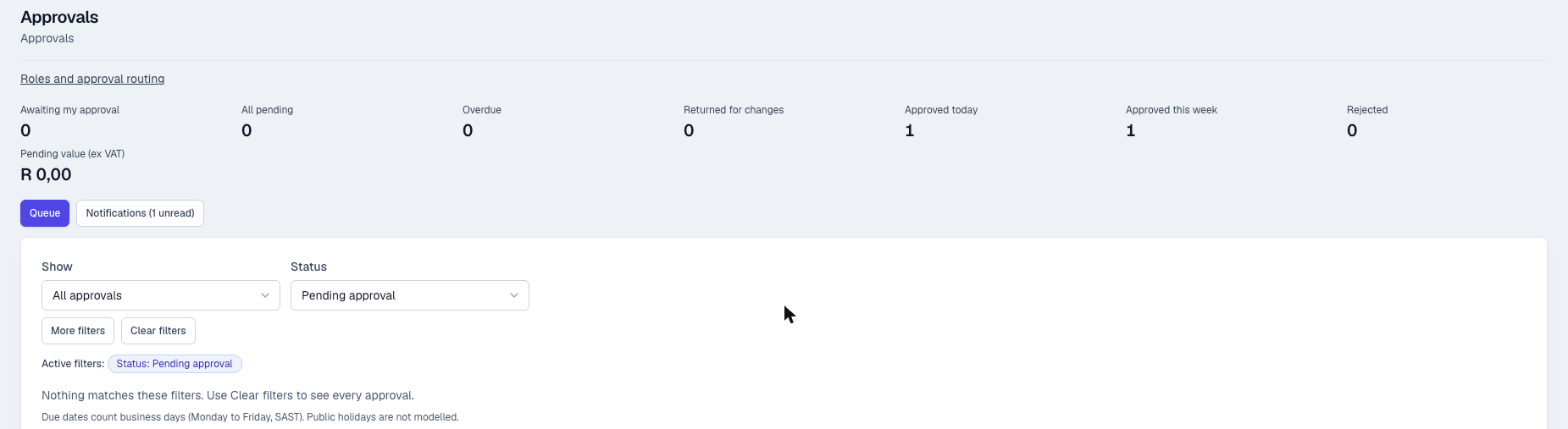 Approvals
Approvals
Roles and approval routing
Awaiting my approval All pending Overdue Returned for changes Approved today Approved this week Rejected
0 0 0 0 1 1 0
Pending value (ex VAT)
R 0,00
Queue Notifications (1 unread)
Show Status
All approvals Pending approval
More filters Clear filters
Active filters: Status: Pending approval
Nothing matches these filters. Use Clear filters to see every approval.
Due dates count business days (Monday to Friday, SAST). Public holidays are not modelled.